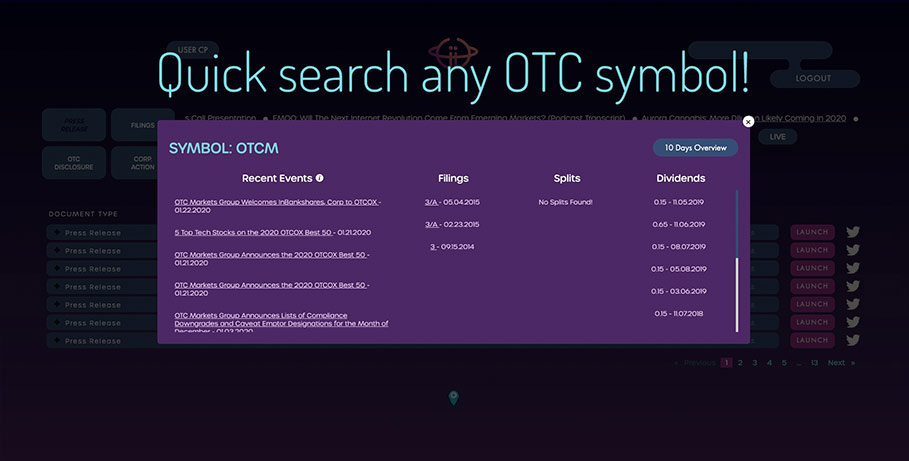 USER CP
Quick search any OTC symbol!
LOGOUT
PRESS RELEASE
FILINGS
s Call Presentation • EMQQ: Will The Next Internet Revolution Come From Emerging Markets? (Podcast Transcript) • Aurora Cannabis: More Dilution Likely Coming In 2020 •
LIVE
OTC DISCLOSURE
CORP. ACTION
SYMBOL: OTCM
10 Days Overview
Recent Events
Filings
Splits
Dividends
OTC Markets Group Welcomes InBankshares, Corp to OTCQX -
01.22.2020
5 Top Tech Stocks on the 2020 OTCQX Best 50 - 01.21.2020
OTC Markets Group Announces the 2020 OTCQX Best 50 -
01.21.2020
OTC Markets Group Announces the 2020 OTCQX Best 50 -
01.21.2020
OTC Markets Group Announces Lists of Compliance
Downgrades and Caveat Emptor Designations for the Month of
December - 01.03.2020
3/A - 05.04.2015
3/A - 02.23.2015
3 - 09.15.2014
No Splits Found!
0.15 - 11.05.2019
0.65 - 11.06.2019
0.15 - 08.07.2019
0.15 - 05.08.2019
0.15 - 03.06.2019
0.15 - 11.07.2018
DOCUMENT TYPE
Press Release
LAUNCH
Press Release
LAUNCH
Press Release
LAUNCH
Press Release
LAUNCH
Press Release
LAUNCH
Press Release
LAUNCH
Press Release
LAUNCH
« Previous 1 2 3 4 5 ... 13 Next »